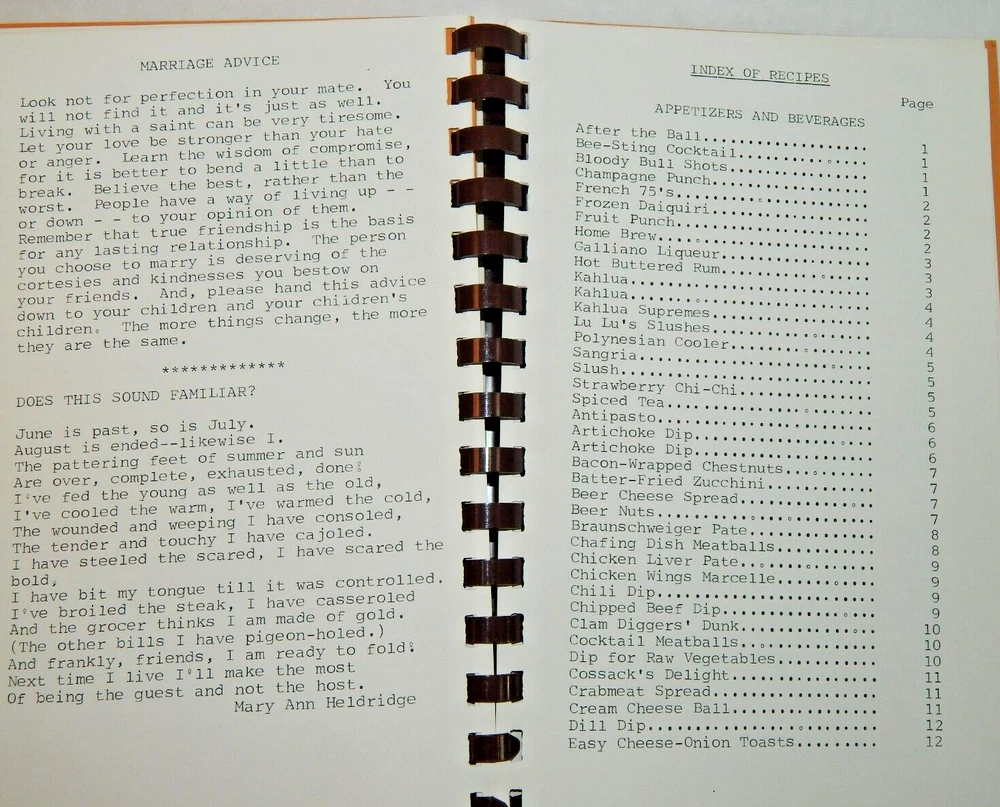 MARRIAGE ADVICE
Look not for perfection in your mate. You
will not find it and it's just as well.
Living with a saint can be very tiresome.
Let your love be stronger than your hate
or anger. Learn the wisdom of compromise,
for it is better to bend a little than to
break. Believe the best, rather than the
worst. People have a way of living up - -
or down - - to your opinion of them.
Remember that true friendship is the basis
for any lasting relationship. The person
you choose to marry is deserving of the
cortesies and kindnesses you bestow on
your friends. And, please hand this advice
down to your children and your children's
children. The more things change, the more
they are the same.
*************
DOES THIS SOUND FAMILIAR?
June is past, so is July.
August is ended--likewise I.
The pattering feet of summer and sun
Are over, complete, exhausted, done!
I've fed the young as well as the old,
I've cooled the warm, I've warmed the cold,
The wounded and weeping I have consoled,
The tender and touchy I have cajoled.
I have steeled the scared, I have scared the
bold,
I have bit my tongue till it was controlled.
I've broiled the steak, I have casseroled
And the grocer thinks I am made of gold.
(The other bills I have pigeon-holed.)
And frankly, friends, I am ready to fold!
Next time I live I'll make the most
Of being the guest and not the host.
Mary Ann Heldridge
INDEX OF RECIPES
Page
APPETIZERS AND BEVERAGES
After the Ball.................... 1
Bee-Sting Cocktail................ 1
Bloody Bull Shots................. 1
Champagne Punch................... 1
French 75's....................... 2
Frozen Daiquiri................... 2
Fruit Punch....................... 2
Home Brew......................... 2
Galliano Liqueur.................. 3
Hot Buttered Rum.................. 3
Kahlua............................ 3
Kahlua............................ 4
Kahlua Supremes................... 4
Lu Lu's Slushes................... 4
Polynesian Cooler................. 4
Sangria........................... 5
Slush............................. 5
Strawberry Chi-Chi................ 5
Spiced Tea........................ 5
Antipasto......................... 6
Artichoke Dip..................... 6
Artichoke Dip..................... 6
Bacon-Wrapped Chestnuts........... 7
Batter-Fried Zucchini............. 7
Beer Cheese Spread................ 7
Beer Nuts......................... 7
Braunschweiger Pate............... 8
Chafing Dish Meatballs............ 8
Chicken Liver Pate................ 9
Chicken Wings Marcelle............ 9
Chili Dip......................... 9
Chipped Beef Dip.................. 9
Clam Diggers' Dunk................ 10
Cocktail Meatballs................ 10
Dip for Raw Vegetables............ 10
Cossack's Delight................. 11
Crabmeat Spread................... 11
Cream Cheese Ball................. 11
Dill Dip.......................... 12
Easy Cheese-Onion Toasts.......... 12